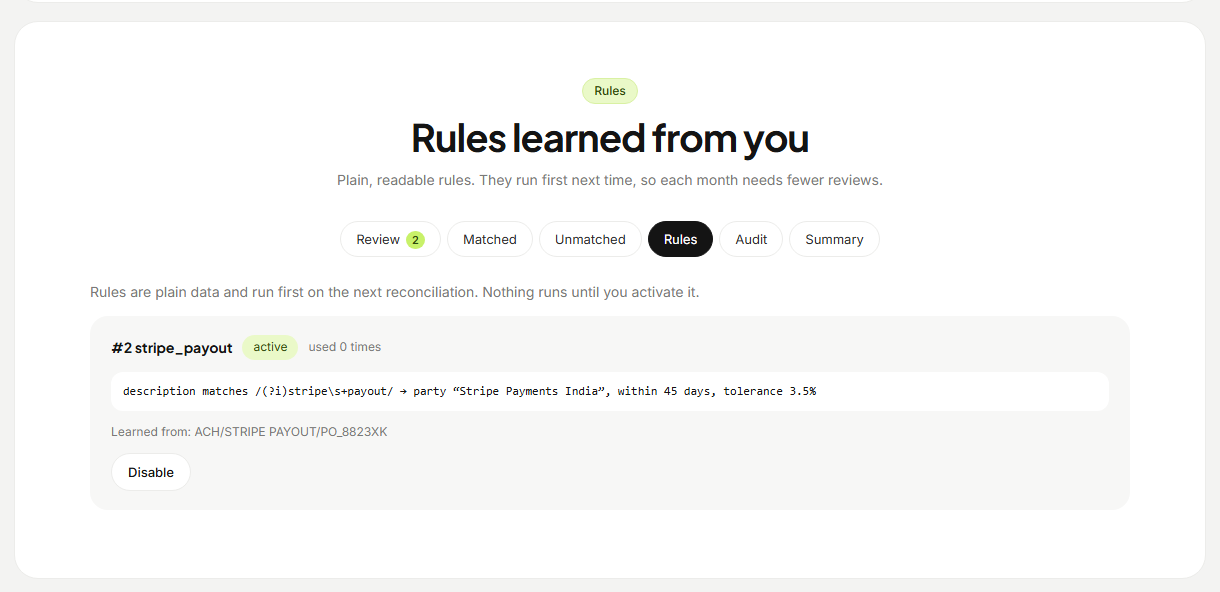 Rules
Rules learned from you
Plain, readable rules. They run first next time, so each month needs fewer reviews.
Review 2 Matched Unmatched Rules Audit Summary
Rules are plain data and run first on the next reconciliation. Nothing runs until you activate it.
#2 stripe_payout active used 0 times
description matches /(?i)stripe\s+payout/ → party “Stripe Payments India”, within 45 days, tolerance 3.5%
Learned from: ACH/STRIPE PAYOUT/PO_8823XK
Disable